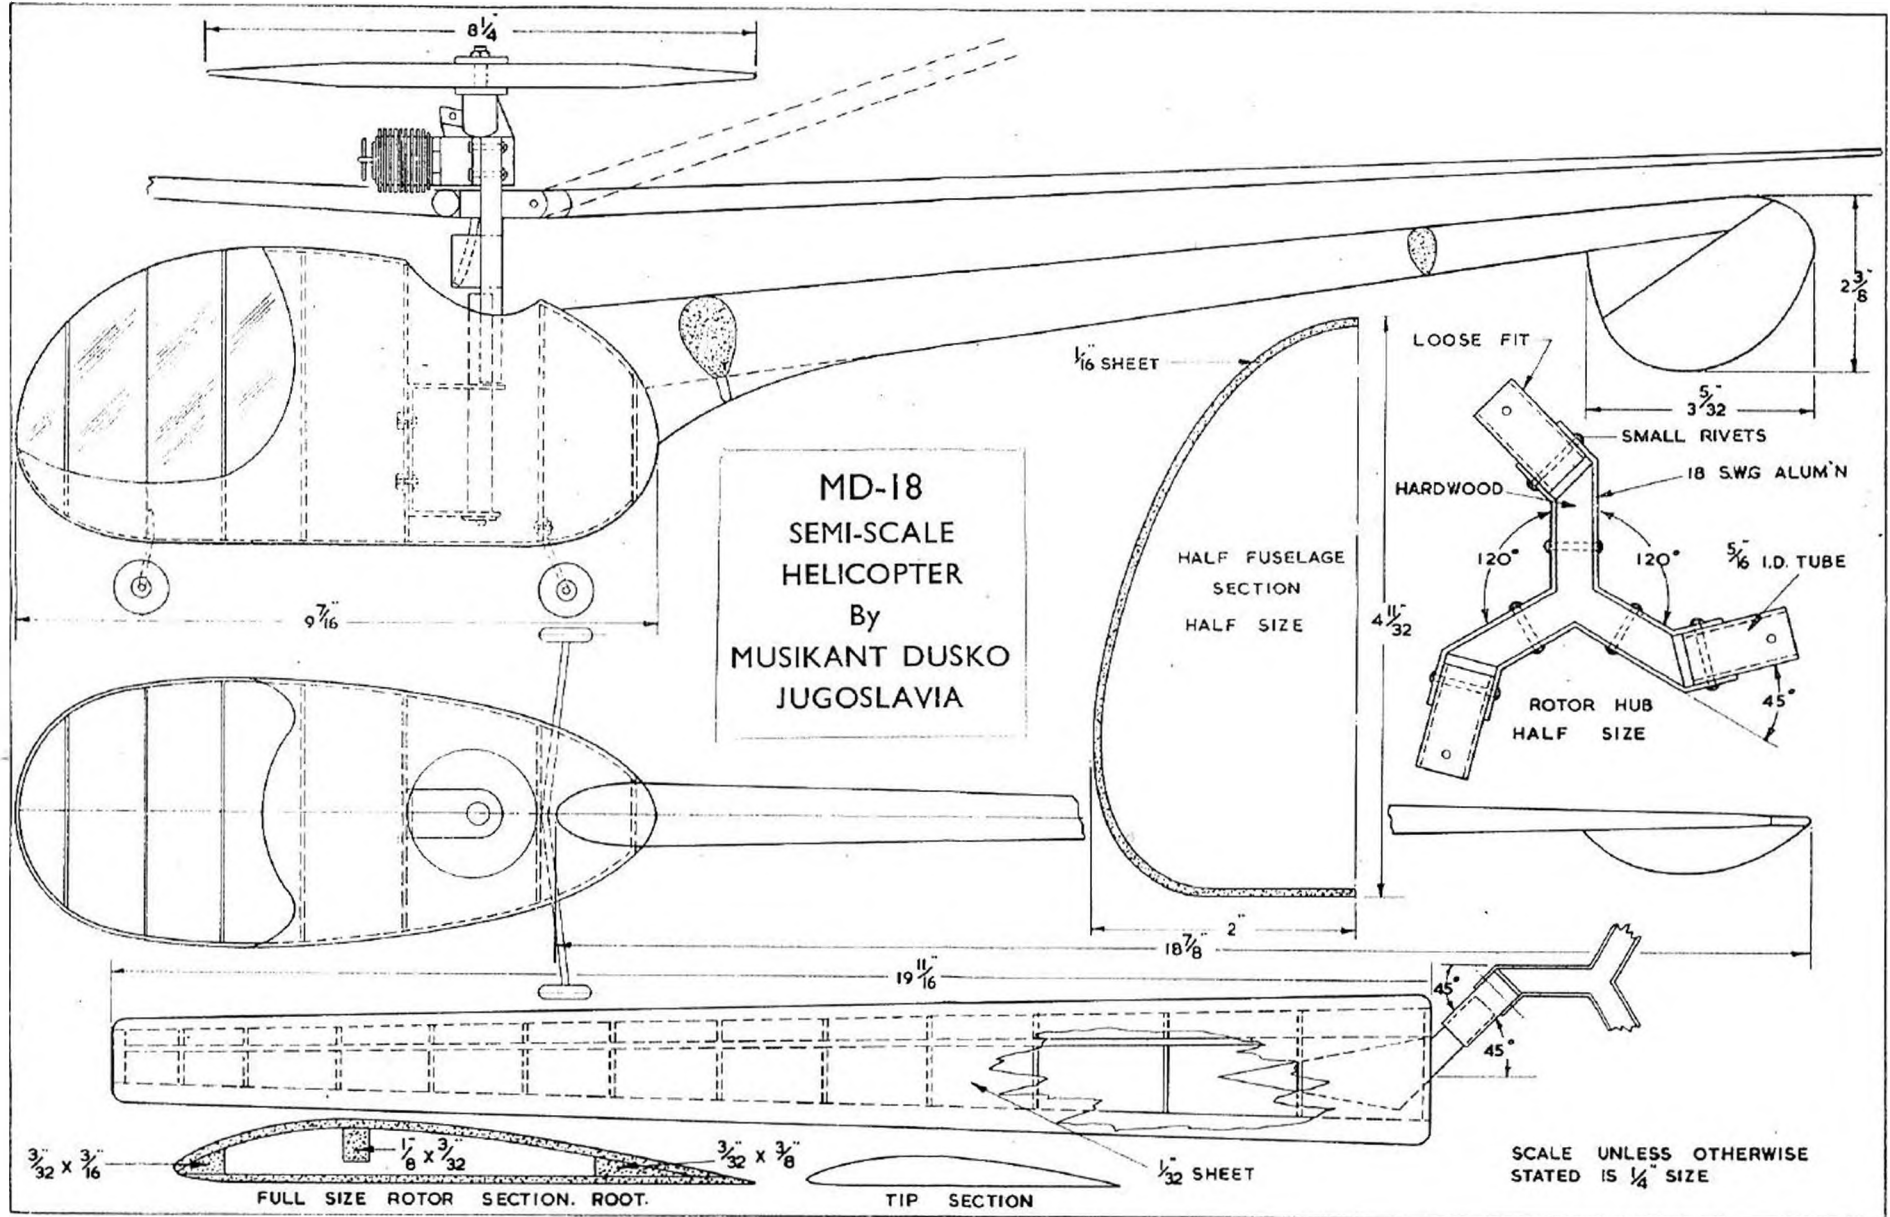 8 1/4"
2 3/8"
1/16" SHEET
LOOSE FIT
3 5/32"
SMALL RIVETS
18 S.W.G ALUM'N
HARDWOOD
MD-18
SEMI-SCALE
HELICOPTER
By
MUSIKANT DUSKO
JUGOSLAVIA
HALF FUSELAGE
SECTION
HALF SIZE
4 11/32"
120°
120°
5/16" I.D. TUBE
9 7/16"
ROTOR HUB
HALF SIZE
45°
2"
18 7/8"
19 11/16"
45°
45°
3/32" x 3/16"
1/8" x 3/32"
3/32" x 3/8"
FULL SIZE ROTOR SECTION. ROOT.
TIP SECTION
1/32" SHEET
SCALE UNLESS OTHERWISE
STATED IS 1/4" SIZE